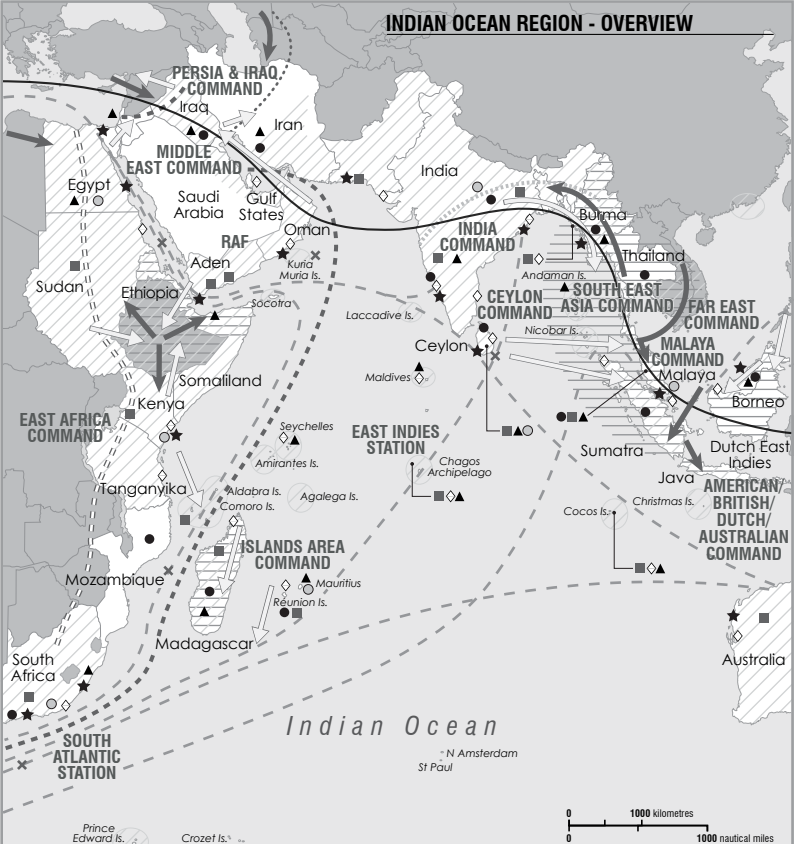 INDIAN OCEAN REGION - OVERVIEW
PERSIA & IRAQ
COMMAND
Iraq
Iran
MIDDLE
EAST COMMAND
Egypt
Saudi
Arabia
Gulf
States
India
Oman
INDIA
COMMAND
Burma
RAF
Aden
Kuria
Muria Is.
Thailand
Andaman Is.
Sudan
Ethiopia
Socotra
CEYLON
COMMAND
SOUTH EAST
ASIA COMMAND
FAR EAST
COMMAND
Laccadive Is.
Nicobar Is.
MALAYA
COMMAND
Ceylon
Malaya
Somaliland
Maldives
Kenya
Borneo
EAST AFRICA
COMMAND
Seychelles
EAST INDIES
STATION
Sumatra
Dutch East
Indies
Amirantes Is.
Chagos
Archipelago
Java
Tanganyika
Aldabra Is.
Comoro Is.
Agalega Is.
Christmas Is.
Cocos Is.
AMERICAN/
BRITISH/
DUTCH/
AUSTRALIAN
COMMAND
ISLANDS AREA
COMMAND
Mozambique
Mauritius
Réunion Is.
Madagascar
South
Africa
Australia
Indian Ocean
SOUTH
ATLANTIC
STATION
N Amsterdam
St Paul
0 1000 kilometres
0 1000 nautical miles
Prince
Edward Is.
Crozet Is.